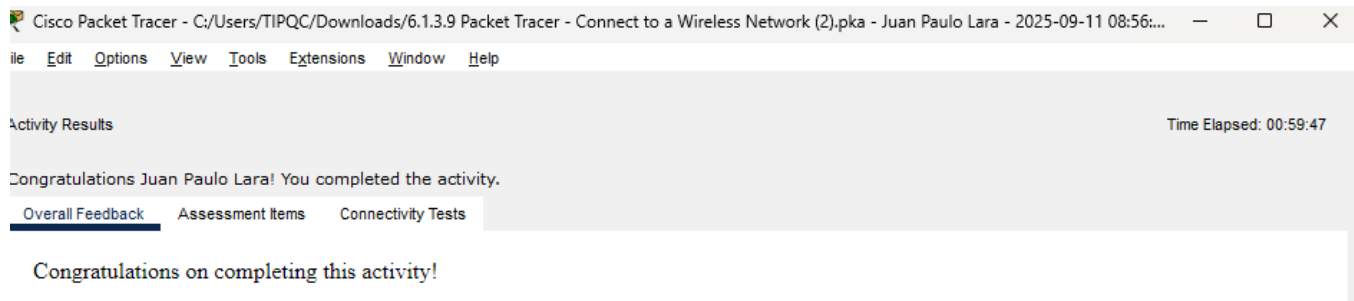 Cisco Packet Tracer - C:/Users/TIPQC/Downloads/6.1.3.9 Packet Tracer - Connect to a Wireless Network (2).pka - Juan Paulo Lara - 2025-09-11 08:56:...
ile Edit Options View Tools Extensions Window Help
Activity Results Time Elapsed: 00:59:47
Congratulations Juan Paulo Lara! You completed the activity.
Overall Feedback Assessment Items Connectivity Tests
Congratulations on completing this activity!